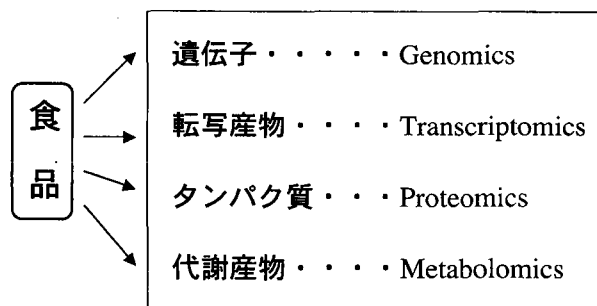 食品
遺伝子・・・・・Genomics
転写産物・・・・Transcriptomics
タンパク質・・・Proteomics
代謝産物・・・・Metabolomics